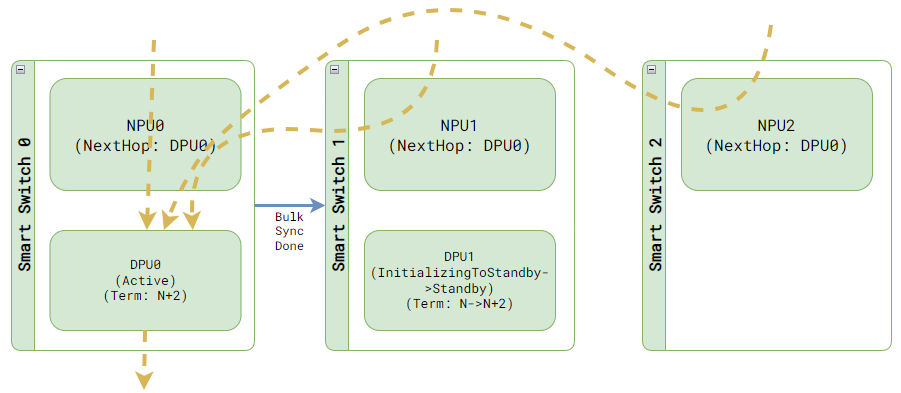 Smart Switch 0
NPU0
(NextHop: DPU0)
DPU0
(Active)
(Term: N+2)
Bulk
Sync
Done
Smart Switch 1
NPU1
(NextHop: DPU0)
DPU1
(InitializingToStandby-
>Standby)
(Term: N->N+2)
Smart Switch 2
NPU2
(NextHop: DPU0)